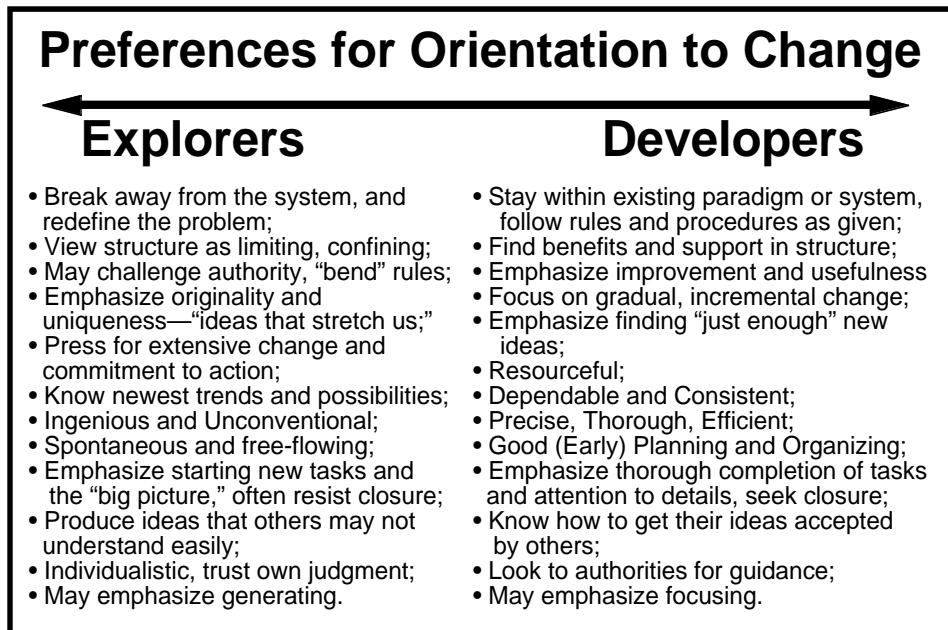 Preferences for Orientation to Change
Explorers
• Break away from the system, and
redefine the problem;
• View structure as limiting, confining;
• May challenge authority, “bend” rules;
• Emphasize originality and
uniqueness—“ideas that stretch us;”
• Press for extensive change and
commitment to action;
• Know newest trends and possibilities;
• Ingenious and Unconventional;
• Spontaneous and free-flowing;
• Emphasize starting new tasks and
the “big picture,” often resist closure;
• Produce ideas that others may not
understand easily;
• Individualistic, trust own judgment;
• May emphasize generating.
Developers
• Stay within existing paradigm or system,
follow rules and procedures as given;
• Find benefits and support in structure;
• Emphasize improvement and usefulness
• Focus on gradual, incremental change;
• Emphasize finding “just enough” new
ideas;
• Resourceful;
• Dependable and Consistent;
• Precise, Thorough, Efficient;
• Good (Early) Planning and Organizing;
• Emphasize thorough completion of tasks
and attention to details, seek closure;
• Know how to get their ideas accepted
by others;
• Look to authorities for guidance;
• May emphasize focusing.